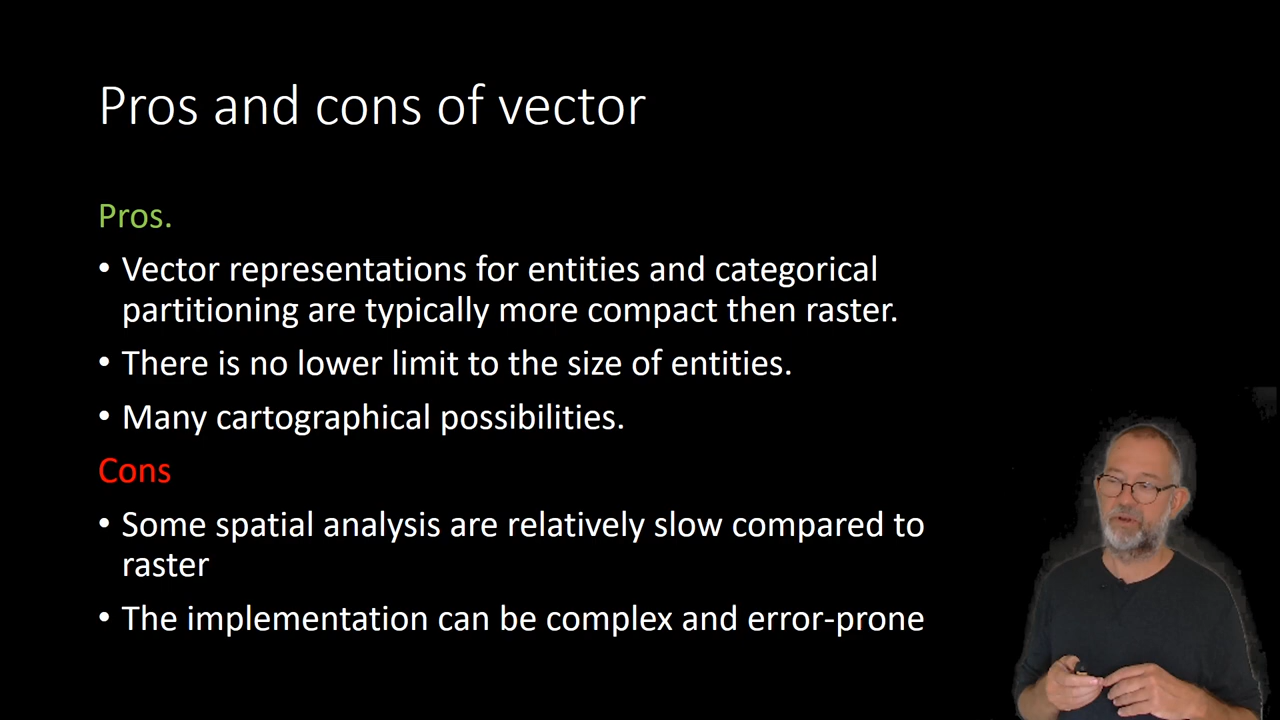 Pros and cons of vector
Pros.
• Vector representations for entities and categorical
partitioning are typically more compact then raster.
• There is no lower limit to the size of entities.
• Many cartographical possibilities.
Cons
• Some spatial analysis are relatively slow compared to
raster
• The implementation can be complex and error-prone